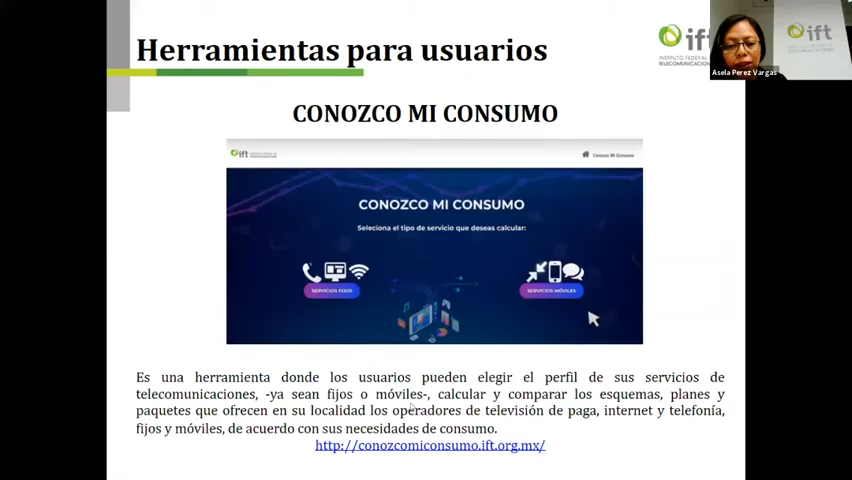 Herramientas para usuarios
ift
INSTITUTO FEDERAL
TELECOMUNICACION
ift
Asela Perez Vargas
CONOZCO MI CONSUMO
ift
Conozco Mi Consumo
CONOZCO MI CONSUMO
Selecciona el tipo de servicio que deseas calcular:
SERVICIOS FIJOS
SERVICIOS MÓVILES
Es una herramienta donde los usuarios pueden elegir el perfil de sus servicios de
telecomunicaciones, -ya sean fijos o móviles-, calcular y comparar los esquemas, planes y
paquetes que ofrecen en su localidad los operadores de televisión de paga, internet y telefonía,
fijos y móviles, de acuerdo con sus necesidades de consumo.
http://conozcomiconsumo.ift.org.mx/